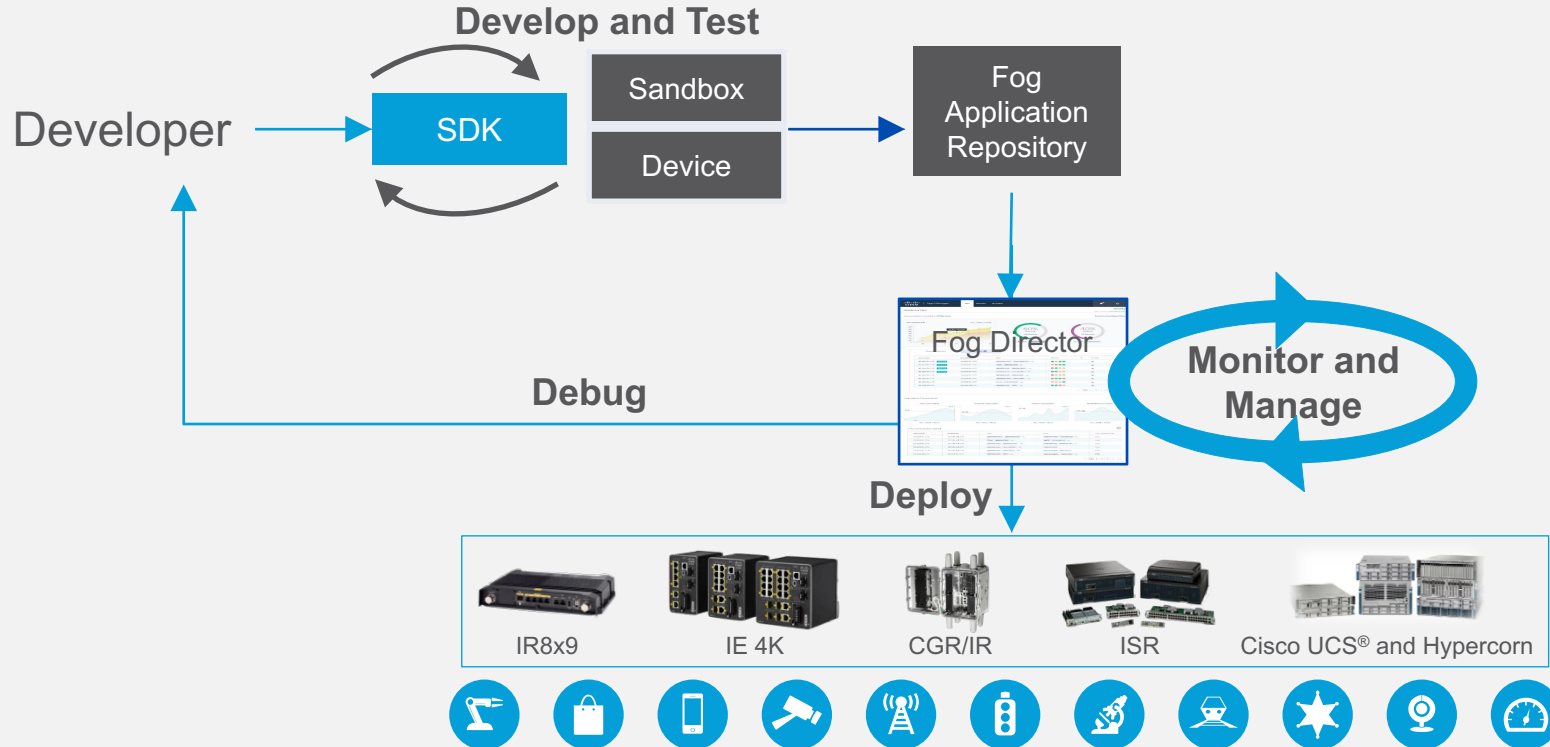 Develop and Test
Developer
SDK
Sandbox
Device
Fog
Application
Repository
Fog Director
Monitor and
Manage
Debug
Deploy
IR8x9
IE 4K
CGR/IR
ISR
Cisco UCS® and Hypercorn